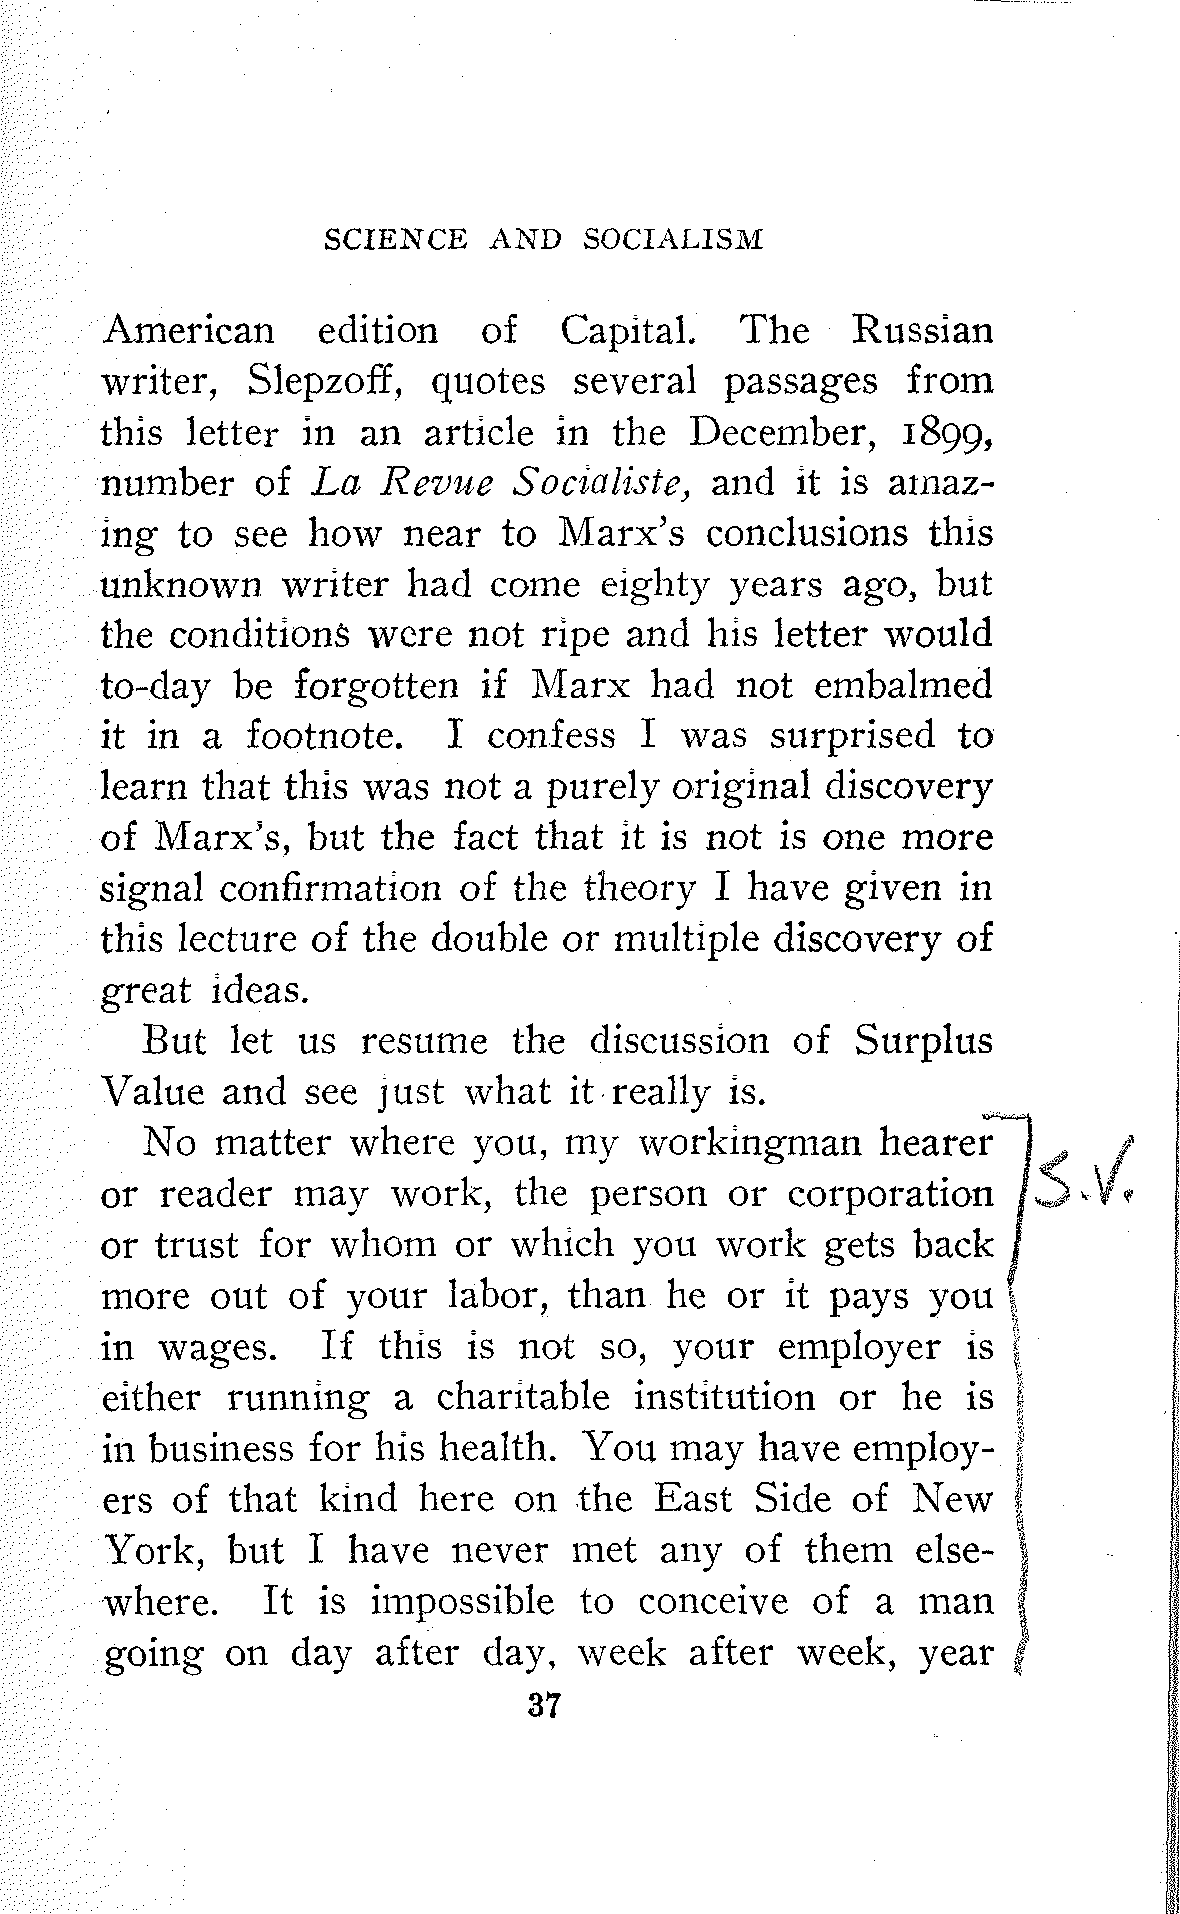 SCIENCE AND SOCIALISM
American edition of Capital. The Russian
writer, Slepzoff, quotes several passages from
this letter in an article in the December, 1899,
number of La Revue Socialiste, and it is amaz-
ing to see how near to Marx's conclusions this
unknown writer had come eighty years ago, but
the conditions were not ripe and his letter would
to-day be forgotten if Marx had not embalmed
it in a footnote. I confess I was surprised to
learn that this was not a purely original discovery
of Marx's, but the fact that it is not is one more
signal confirmation of the theory I have given in
this lecture of the double or multiple discovery of
great ideas.
But let us resume the discussion of Surplus
Value and see just what it really is.
No matter where you, my workingman hearer
or reader may work, the person or corporation
S.V.
or trust for whom or which you work gets back
more out of your labor, than he or it pays you
in wages. If this is not so, your employer is
either running a charitable institution or he is
in business for his health. You may have employ-
ers of that kind here on the East Side of New
York, but I have never met any of them else-
where. It is impossible to conceive of a man
going on day after day, week after week, year
37